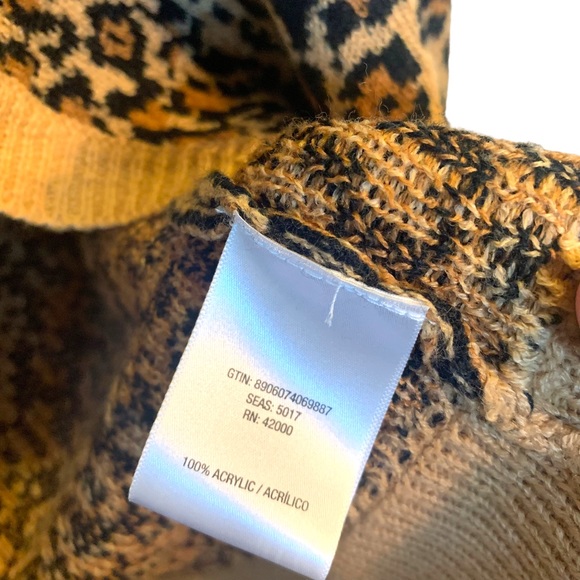 GTIN: 8906074069887
SEAS: 5017
RN: 42000
100% ACRYLIC / ACRÍLICO